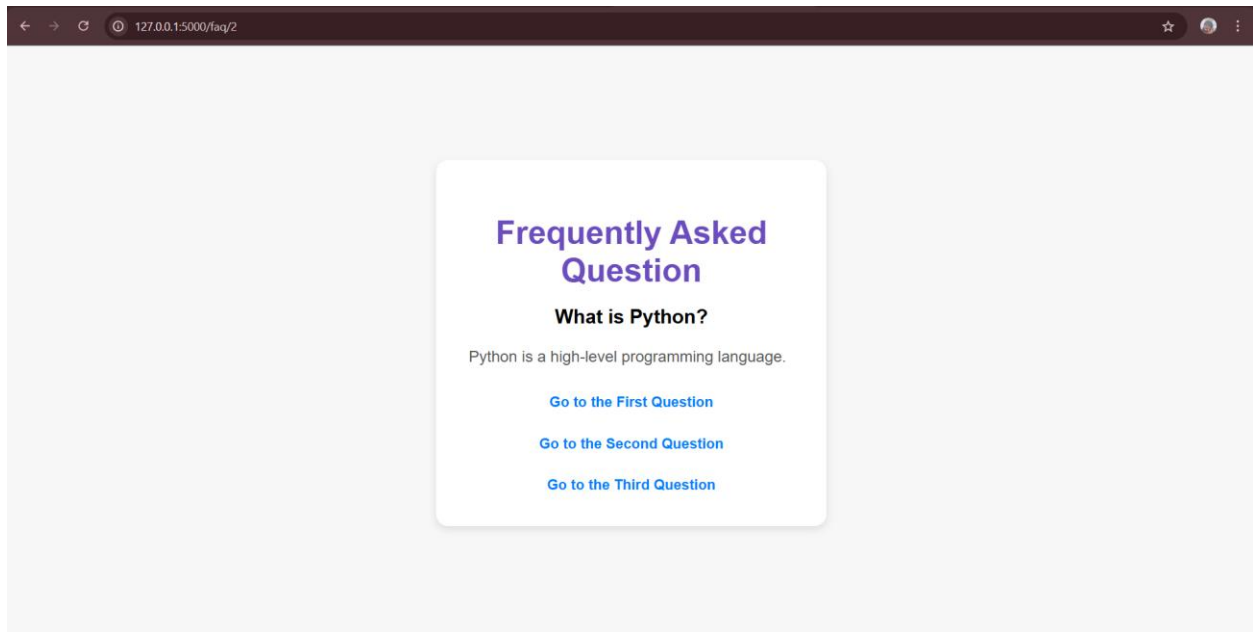 127.0.0.1:5000/faq/2
Frequently Asked
Question
What is Python?
Python is a high-level programming language.
Go to the First Question
Go to the Second Question
Go to the Third Question